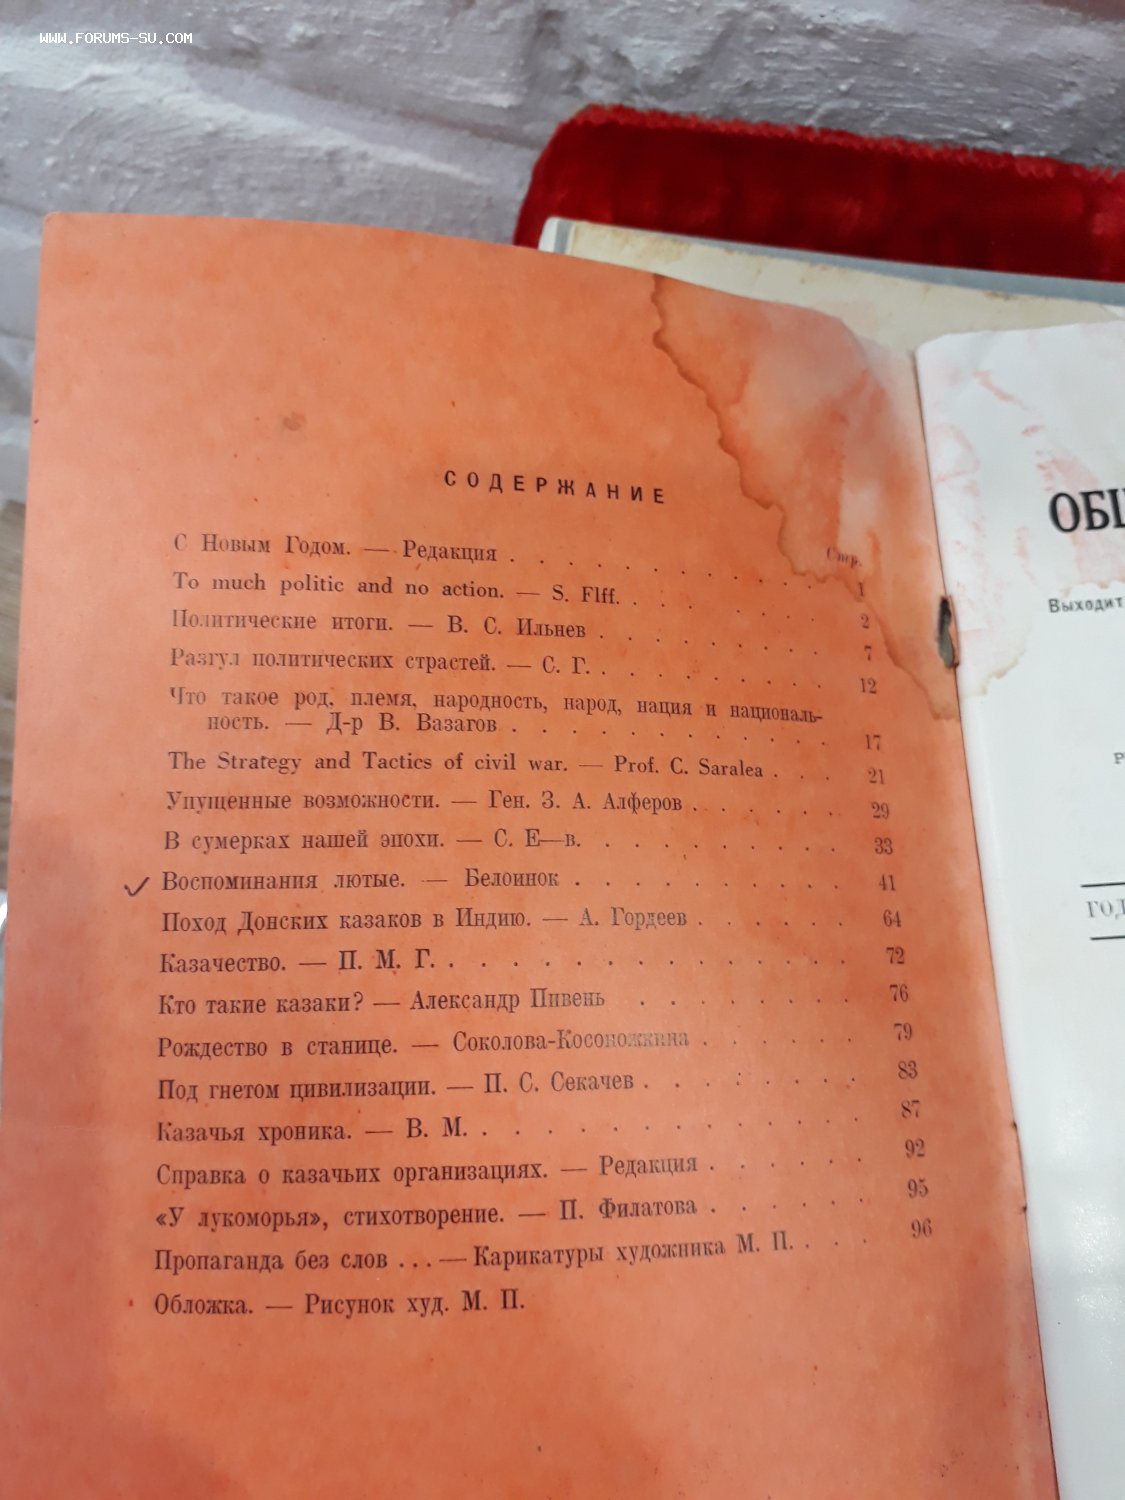 www.forums-su.com
СОДЕРЖАНИЕ
Стр.
С Новым Годом. — Редакция . . . . . . . . . . . 1
To much politic and no action. — S. Flff. . . . . . . . 2
Политические итоги. — В. С. Ильнев . . . . . . . . 7
Разгул политических страстей. — С. Г. . . . . . . . . 12
Что такое род, племя, народность, народ, нация и националь-
ность. — Д-р В. Вазагов . . . . . . . . . . . 17
The Strategy and Tactics of civil war. — Prof. C. Saralea . . . 21
Упущенные возможности. — Ген. З. А. Алферов . . . . . . 29
В сумерках нашей эпохи. — С. Е—в. . . . . . . . . 33
Воспоминания лютые. — Белоинок . . . . . . . . . . 41
Поход Донских казаков в Индию. — А. Гордеев . . . . . . 64
Казачество. — П. М. Г. . . . . . . . . . . . . . 72
Кто такие казаки? — Александр Пивень . . . . . . . 76
Рождество в станице. — Соколова-Косоножкина . . . . . . 79
Под гнетом цивилизации. — П. С. Секачев . . . . . . . . 83
Казачья хроника. — В. М. . . . . . . . . . . . . 87
Справка о казачьих организациях. — Редакция . . . . . . 92
«У лукоморья», стихотворение. — П. Филатова . . . . . . 95
Пропаганда без слов ... — Карикатуры художника М. П. . . . 96
Обложка. — Рисунок худ. М. П.
ОБЩ
Выходит
ГОД